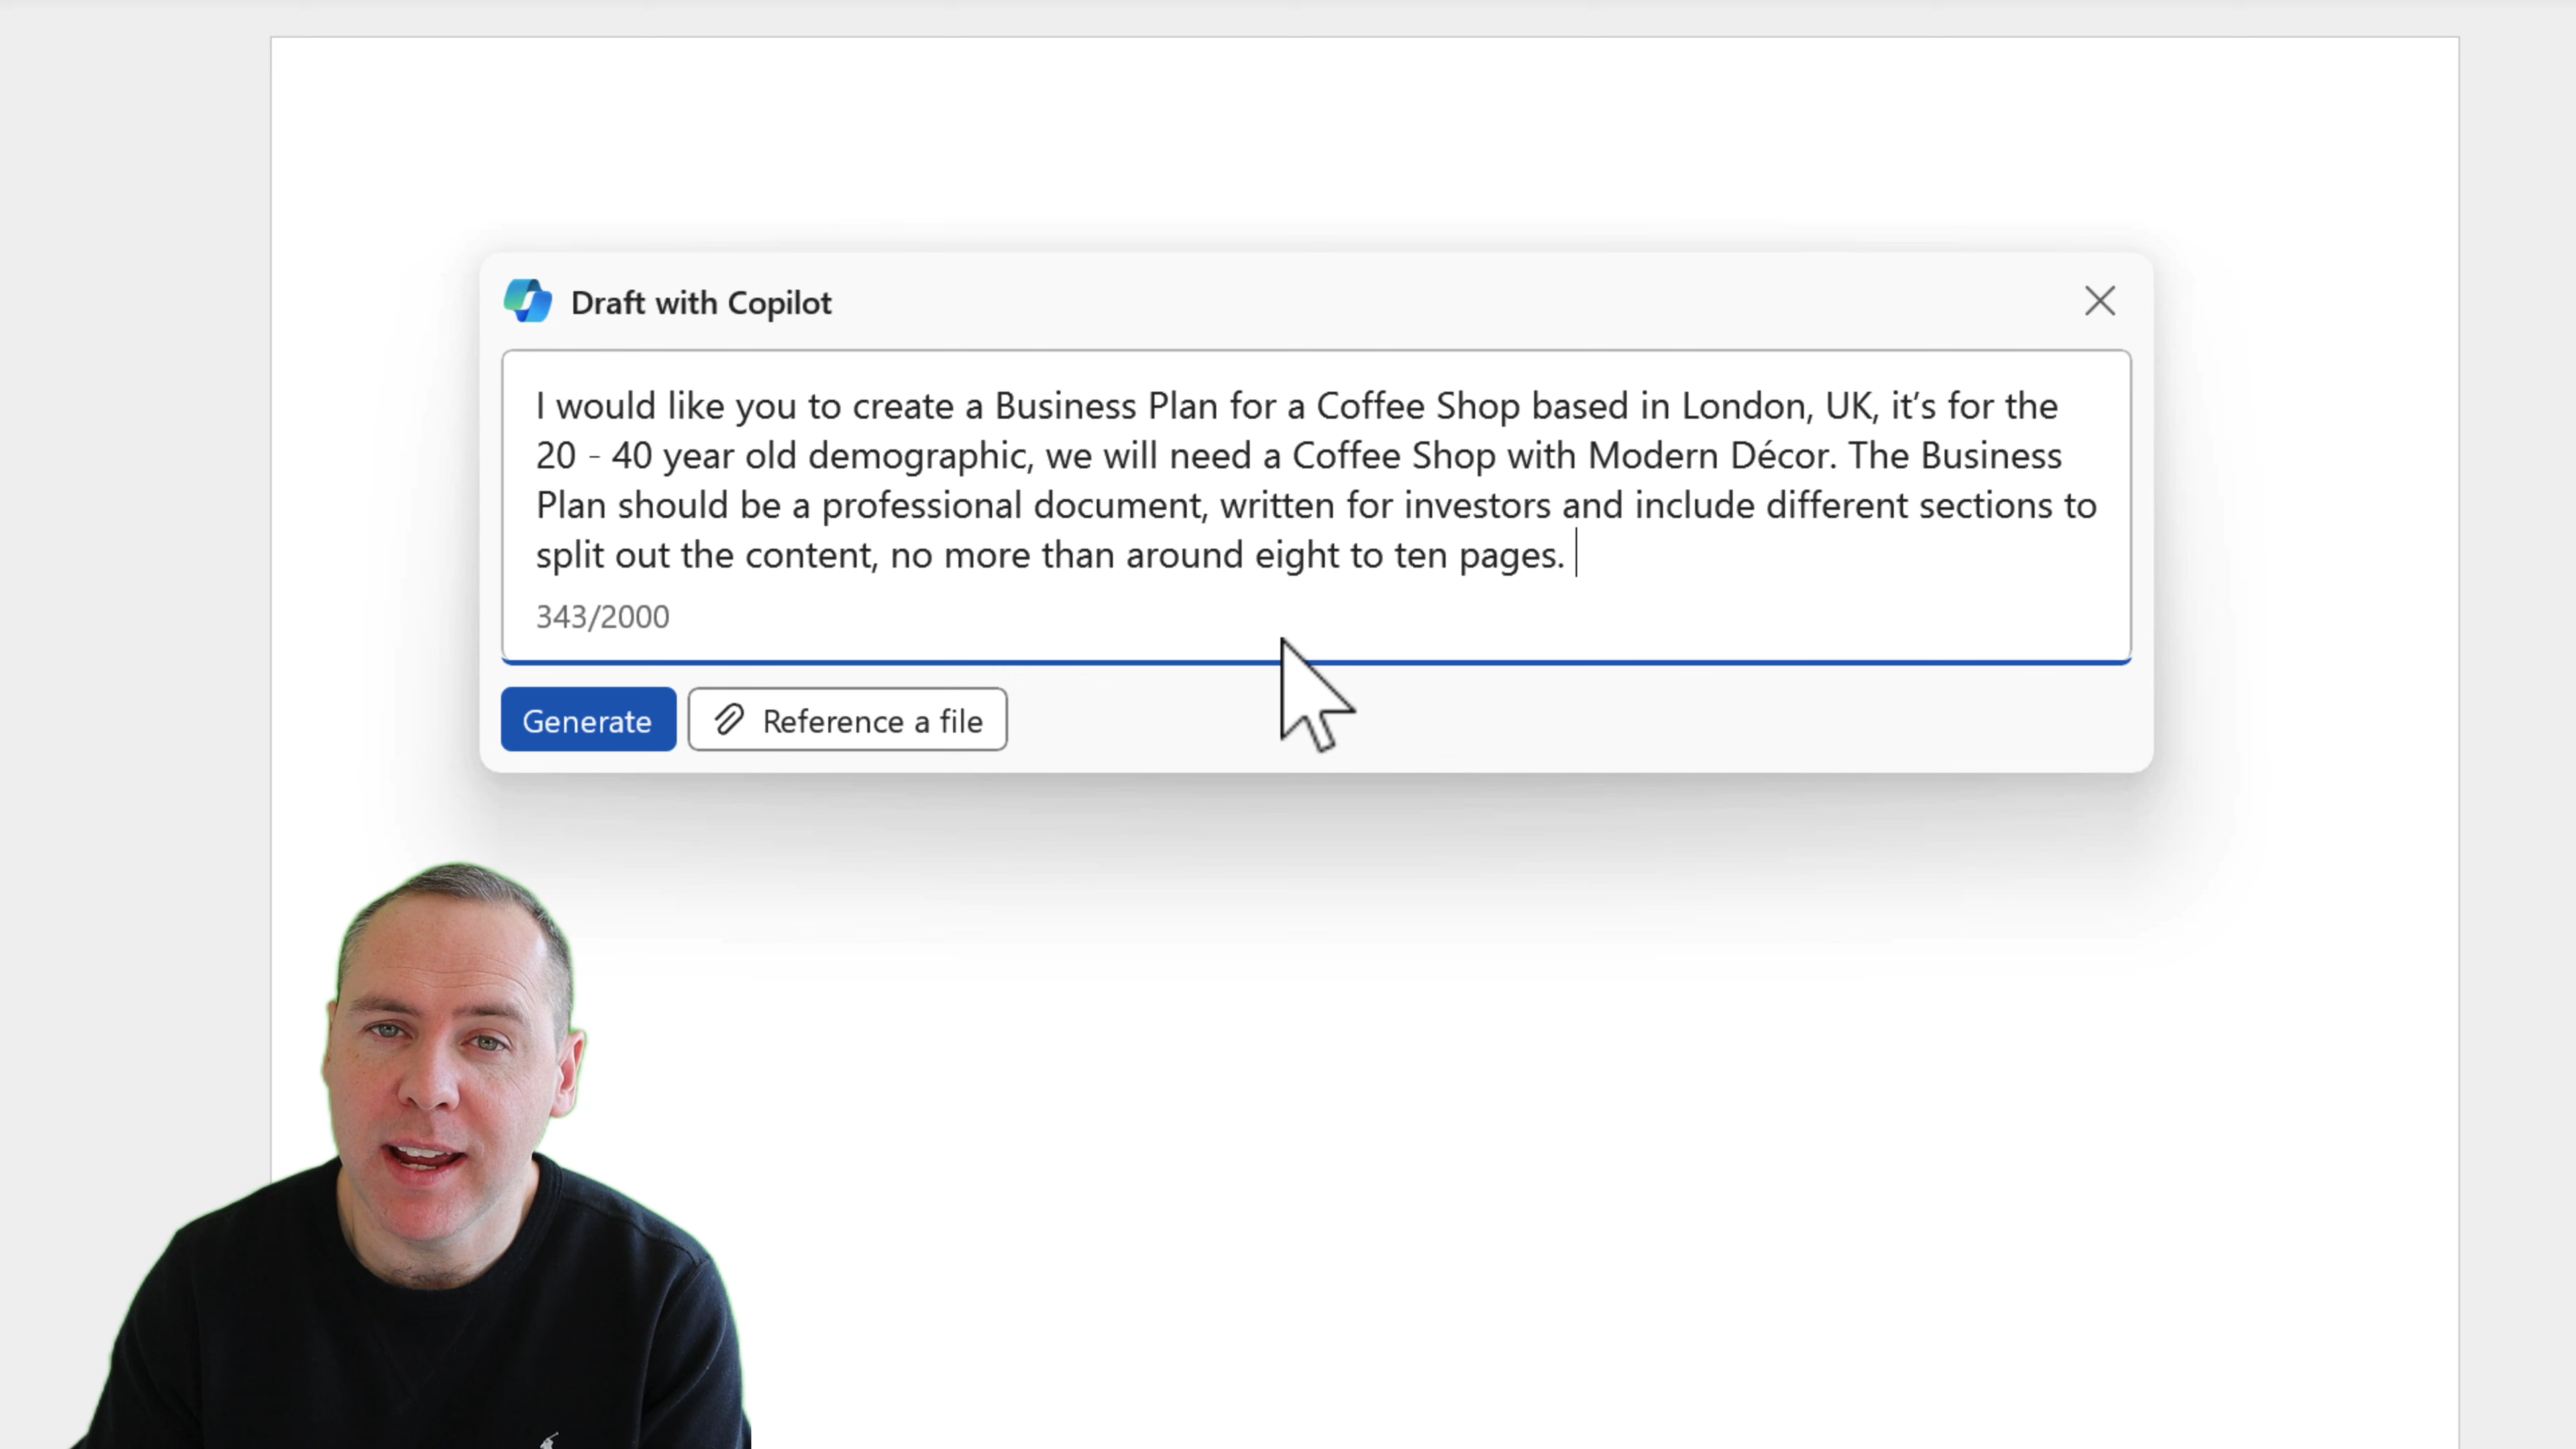 Draft with Copilot
I would like you to create a Business Plan for a Coffee Shop based in London, UK, it’s for the
20 - 40 year old demographic, we will need a Coffee Shop with Modern Décor. The Business
Plan should be a professional document, written for investors and include different sections to
split out the content, no more than around eight to ten pages.
343/2000
Generate
Reference a file